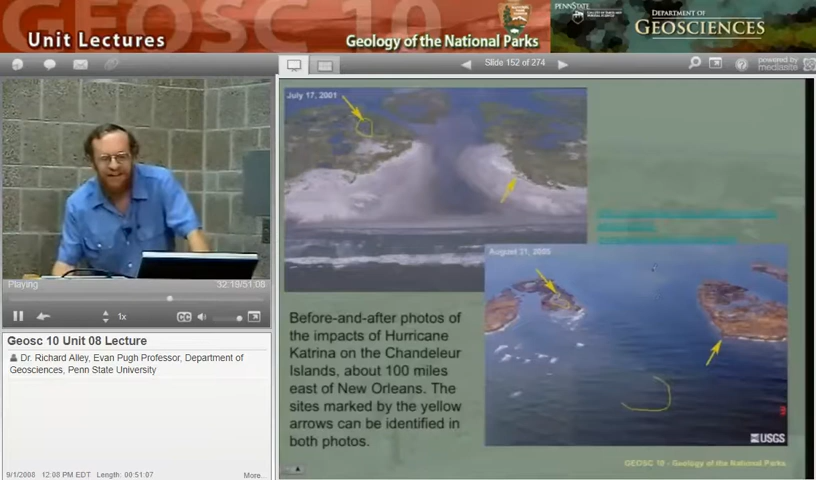 GEOSC 10
Unit Lectures
Geology of the National Parks
PENNSTATE
DEPARTMENT OF
GEOSCIENCES
Slide 152 of 274
powered by
mediasite
July 17, 2001
August 31, 2005
Before-and-after photos of
the impacts of Hurricane
Katrina on the Chandeleur
Islands, about 100 miles
east of New Orleans. The
sites marked by the yellow
arrows can be identified in
both photos.
USGS
GEOSC 10 - Geology of the National Parks
Playing
32:19/51:08
1x
CC
Geosc 10 Unit 08 Lecture
Dr. Richard Alley, Evan Pugh Professor, Department of
Geosciences, Penn State University
9/1/2008 12:08 PM EDT Length: 00:51:07
More...